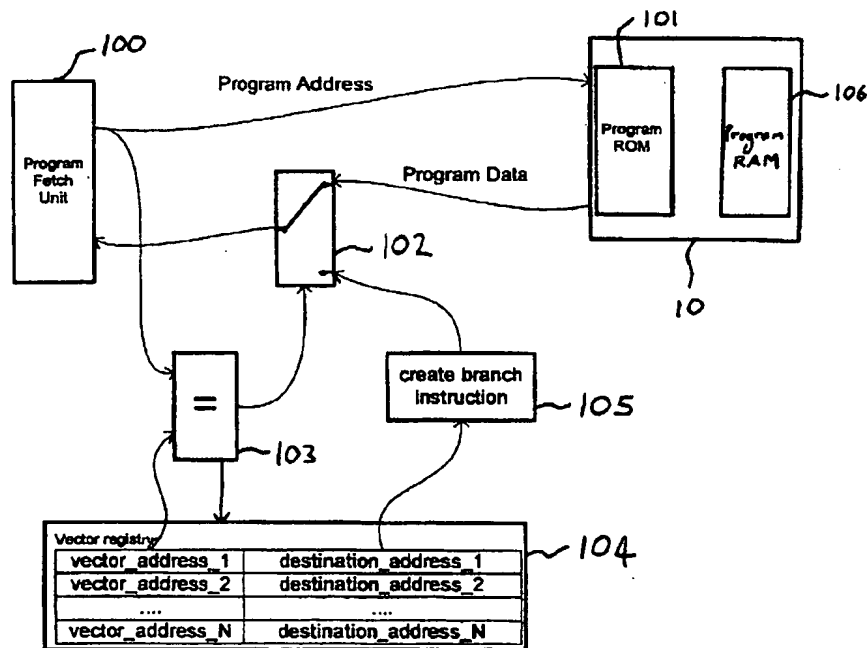 100
Program Address
101
106
Program
Fetch
Unit
Program
ROM
Program
RAM
Program Data
102
10
=
create branch
instruction
105
103
Vector registry
104
vector_address_1 destination_address_1
vector_address_2 destination_address_2
.... ....
vector_address_N destination_address_N